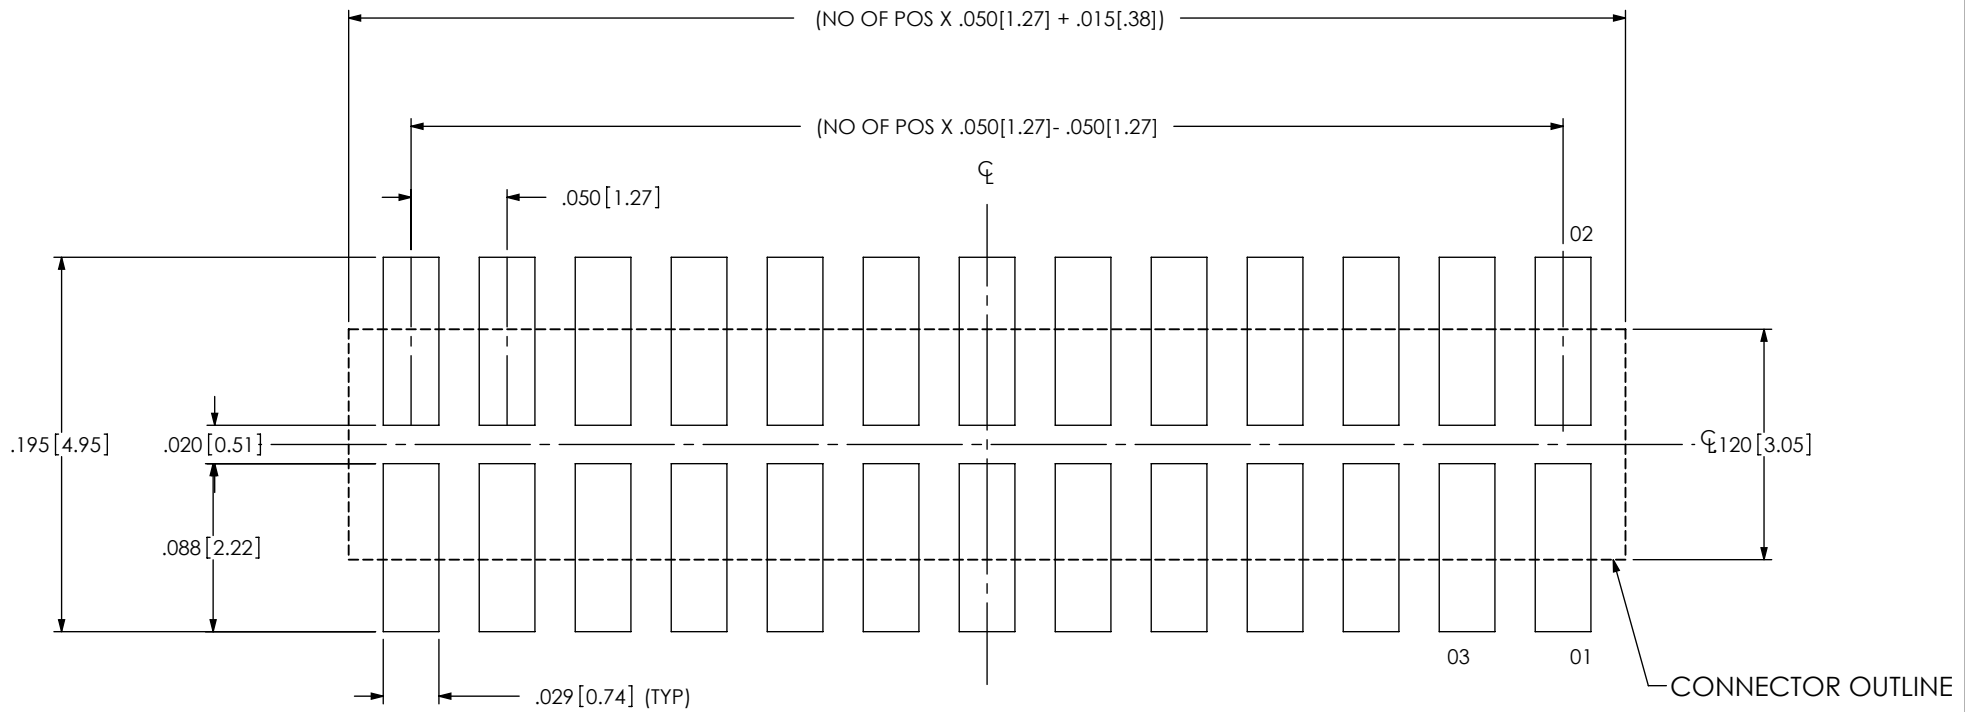 (NO OF POS X .050[1.27] + .015[.38])
(NO OF POS X .050[1.27]- .050[1.27]
℄
.050[1.27]
02
.195[4.95]
.020[0.51]
℄
.120[3.05]
.088[2.22]
03
01
.029[0.74] (TYP)
CONNECTOR OUTLINE